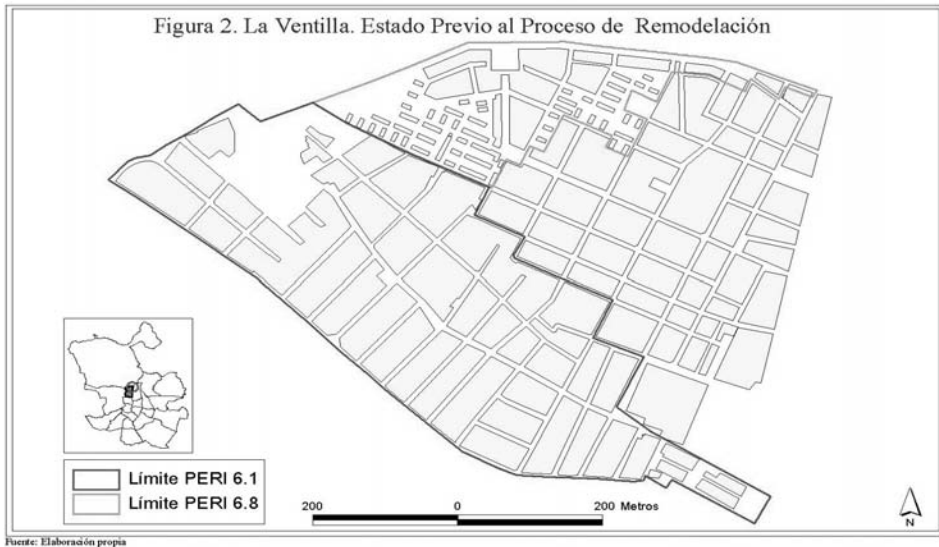 Figura 2. La Ventilla. Estado Previo al Proceso de Remodelación
Límite PERI 6.1
Límite PERI 6.8
200 0 200 Metros
N
Fuente: Elaboración propia